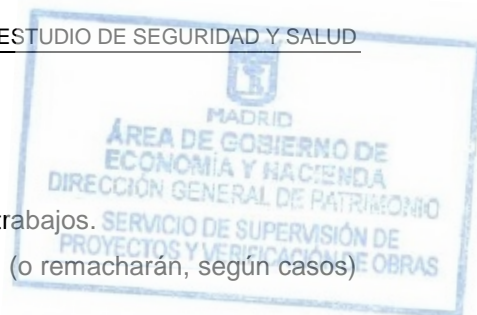 ESTUDIO DE SEGURIDAD Y SALUD
MADRID
ÁREA DE GOBIERNO DE
ECONOMÍA Y HACIENDA
DIRECCIÓN GENERAL DE PATRIMONIO
trabajos. SERVICIO DE SUPERVISIÓN DE
PROYECTOS Y VERIFICACIÓN DE OBRAS
(o remacharán, según casos)